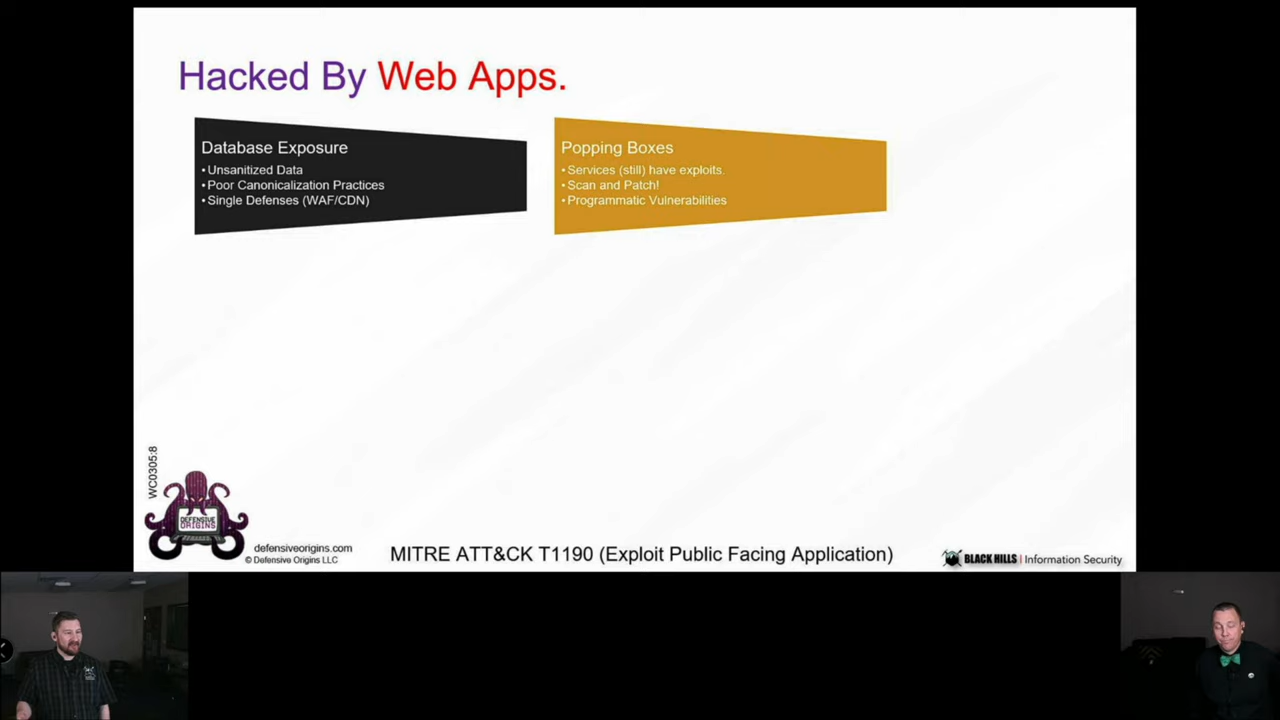 Hacked By Web Apps.
Database Exposure
•Unsanitized Data
•Poor Canonicalization Practices
•Single Defenses (WAF/CDN)
Popping Boxes
•Services (still) have exploits.
•Scan and Patch!
•Programmatic Vulnerabilities
WC0305:8
DEFENSIVE
ORIGINS
defensiveorigins.com
© Defensive Origins LLC
MITRE ATT&CK T1190 (Exploit Public Facing Application)
BLACK HILLS | Information Security